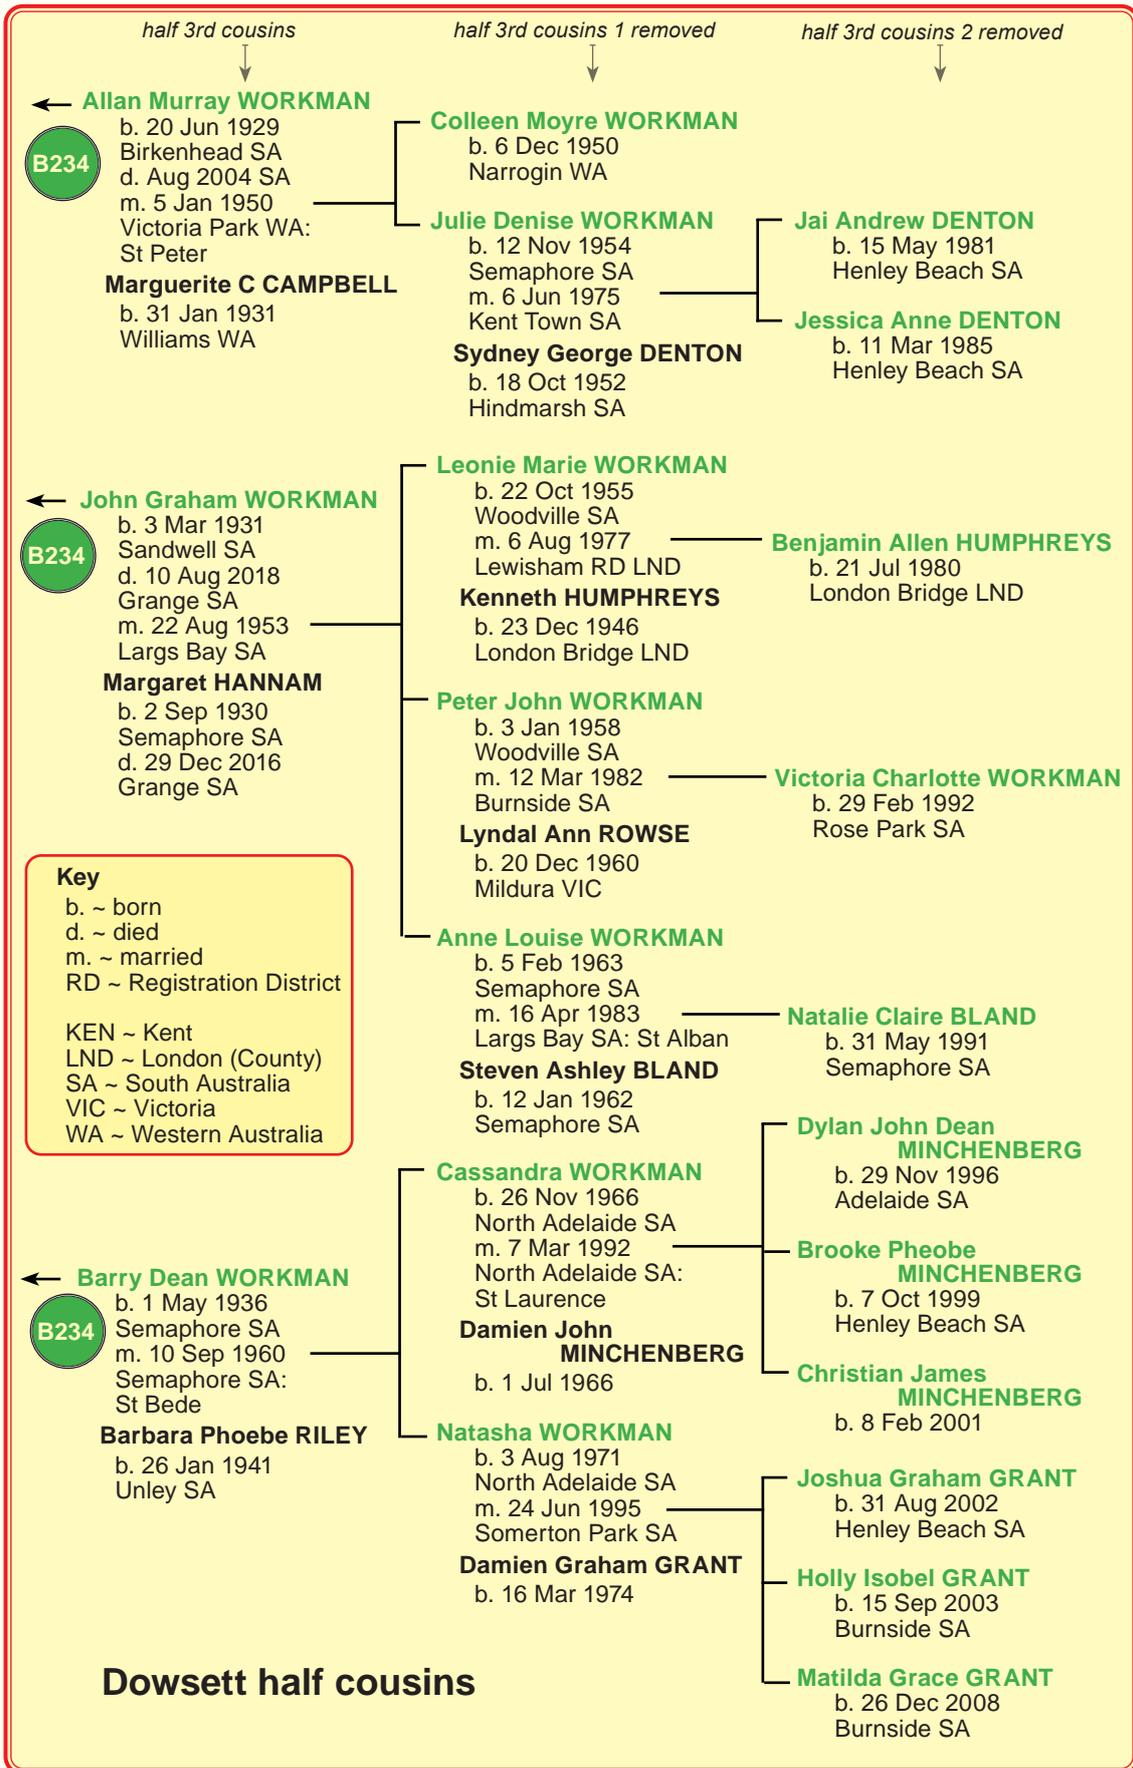 half 3rd cousins
half 3rd cousins 1 removed
half 3rd cousins 2 removed
Allan Murray WORKMAN
B234
b. 20 Jun 1929
Birkenhead SA
d. Aug 2004 SA
m. 5 Jan 1950
Victoria Park WA:
St Peter
Marguerite C CAMPBELL
b. 31 Jan 1931
Williams WA
Colleen Moyre WORKMAN
b. 6 Dec 1950
Narrogin WA
Julie Denise WORKMAN
b. 12 Nov 1954
Semaphore SA
m. 6 Jun 1975
Kent Town SA
Sydney George DENTON
b. 18 Oct 1952
Hindmarsh SA
Jai Andrew DENTON
b. 15 May 1981
Henley Beach SA
Jessica Anne DENTON
b. 11 Mar 1985
Henley Beach SA
John Graham WORKMAN
B234
b. 3 Mar 1931
Sandwell SA
d. 10 Aug 2018
Grange SA
m. 22 Aug 1953
Largs Bay SA
Margaret HANNAM
b. 2 Sep 1930
Semaphore SA
d. 29 Dec 2016
Grange SA
Leonie Marie WORKMAN
b. 22 Oct 1955
Woodville SA
m. 6 Aug 1977
Lewisham RD LND
Kenneth HUMPHREYS
b. 23 Dec 1946
London Bridge LND
Benjamin Allen HUMPHREYS
b. 21 Jul 1980
London Bridge LND
Peter John WORKMAN
b. 3 Jan 1958
Woodville SA
m. 12 Mar 1982
Burnside SA
Lyndal Ann ROWSE
b. 20 Dec 1960
Mildura VIC
Victoria Charlotte WORKMAN
b. 29 Feb 1992
Rose Park SA
Anne Louise WORKMAN
b. 5 Feb 1963
Semaphore SA
m. 16 Apr 1983
Largs Bay SA: St Alban
Steven Ashley BLAND
b. 12 Jan 1962
Semaphore SA
Natalie Claire BLAND
b. 31 May 1991
Semaphore SA
Key
b. ~ born
d. ~ died
m. ~ married
RD ~ Registration District
KEN ~ Kent
LND ~ London (County)
SA ~ South Australia
VIC ~ Victoria
WA ~ Western Australia
Barry Dean WORKMAN
B234
b. 1 May 1936
Semaphore SA
m. 10 Sep 1960
Semaphore SA:
St Bede
Barbara Phoebe RILEY
b. 26 Jan 1941
Unley SA
Cassandra WORKMAN
b. 26 Nov 1966
North Adelaide SA
m. 7 Mar 1992
North Adelaide SA:
St Laurence
Damien John
MINCHENBERG
b. 1 Jul 1966
Dylan John Dean
MINCHENBERG
b. 29 Nov 1996
Adelaide SA
Brooke Pheobe
MINCHENBERG
b. 7 Oct 1999
Henley Beach SA
Christian James
MINCHENBERG
b. 8 Feb 2001
Natasha WORKMAN
b. 3 Aug 1971
North Adelaide SA
m. 24 Jun 1995
Somerton Park SA
Damien Graham GRANT
b. 16 Mar 1974
Joshua Graham GRANT
b. 31 Aug 2002
Henley Beach SA
Holly Isobel GRANT
b. 15 Sep 2003
Burnside SA
Matilda Grace GRANT
b. 26 Dec 2008
Burnside SA
Dowsett half cousins